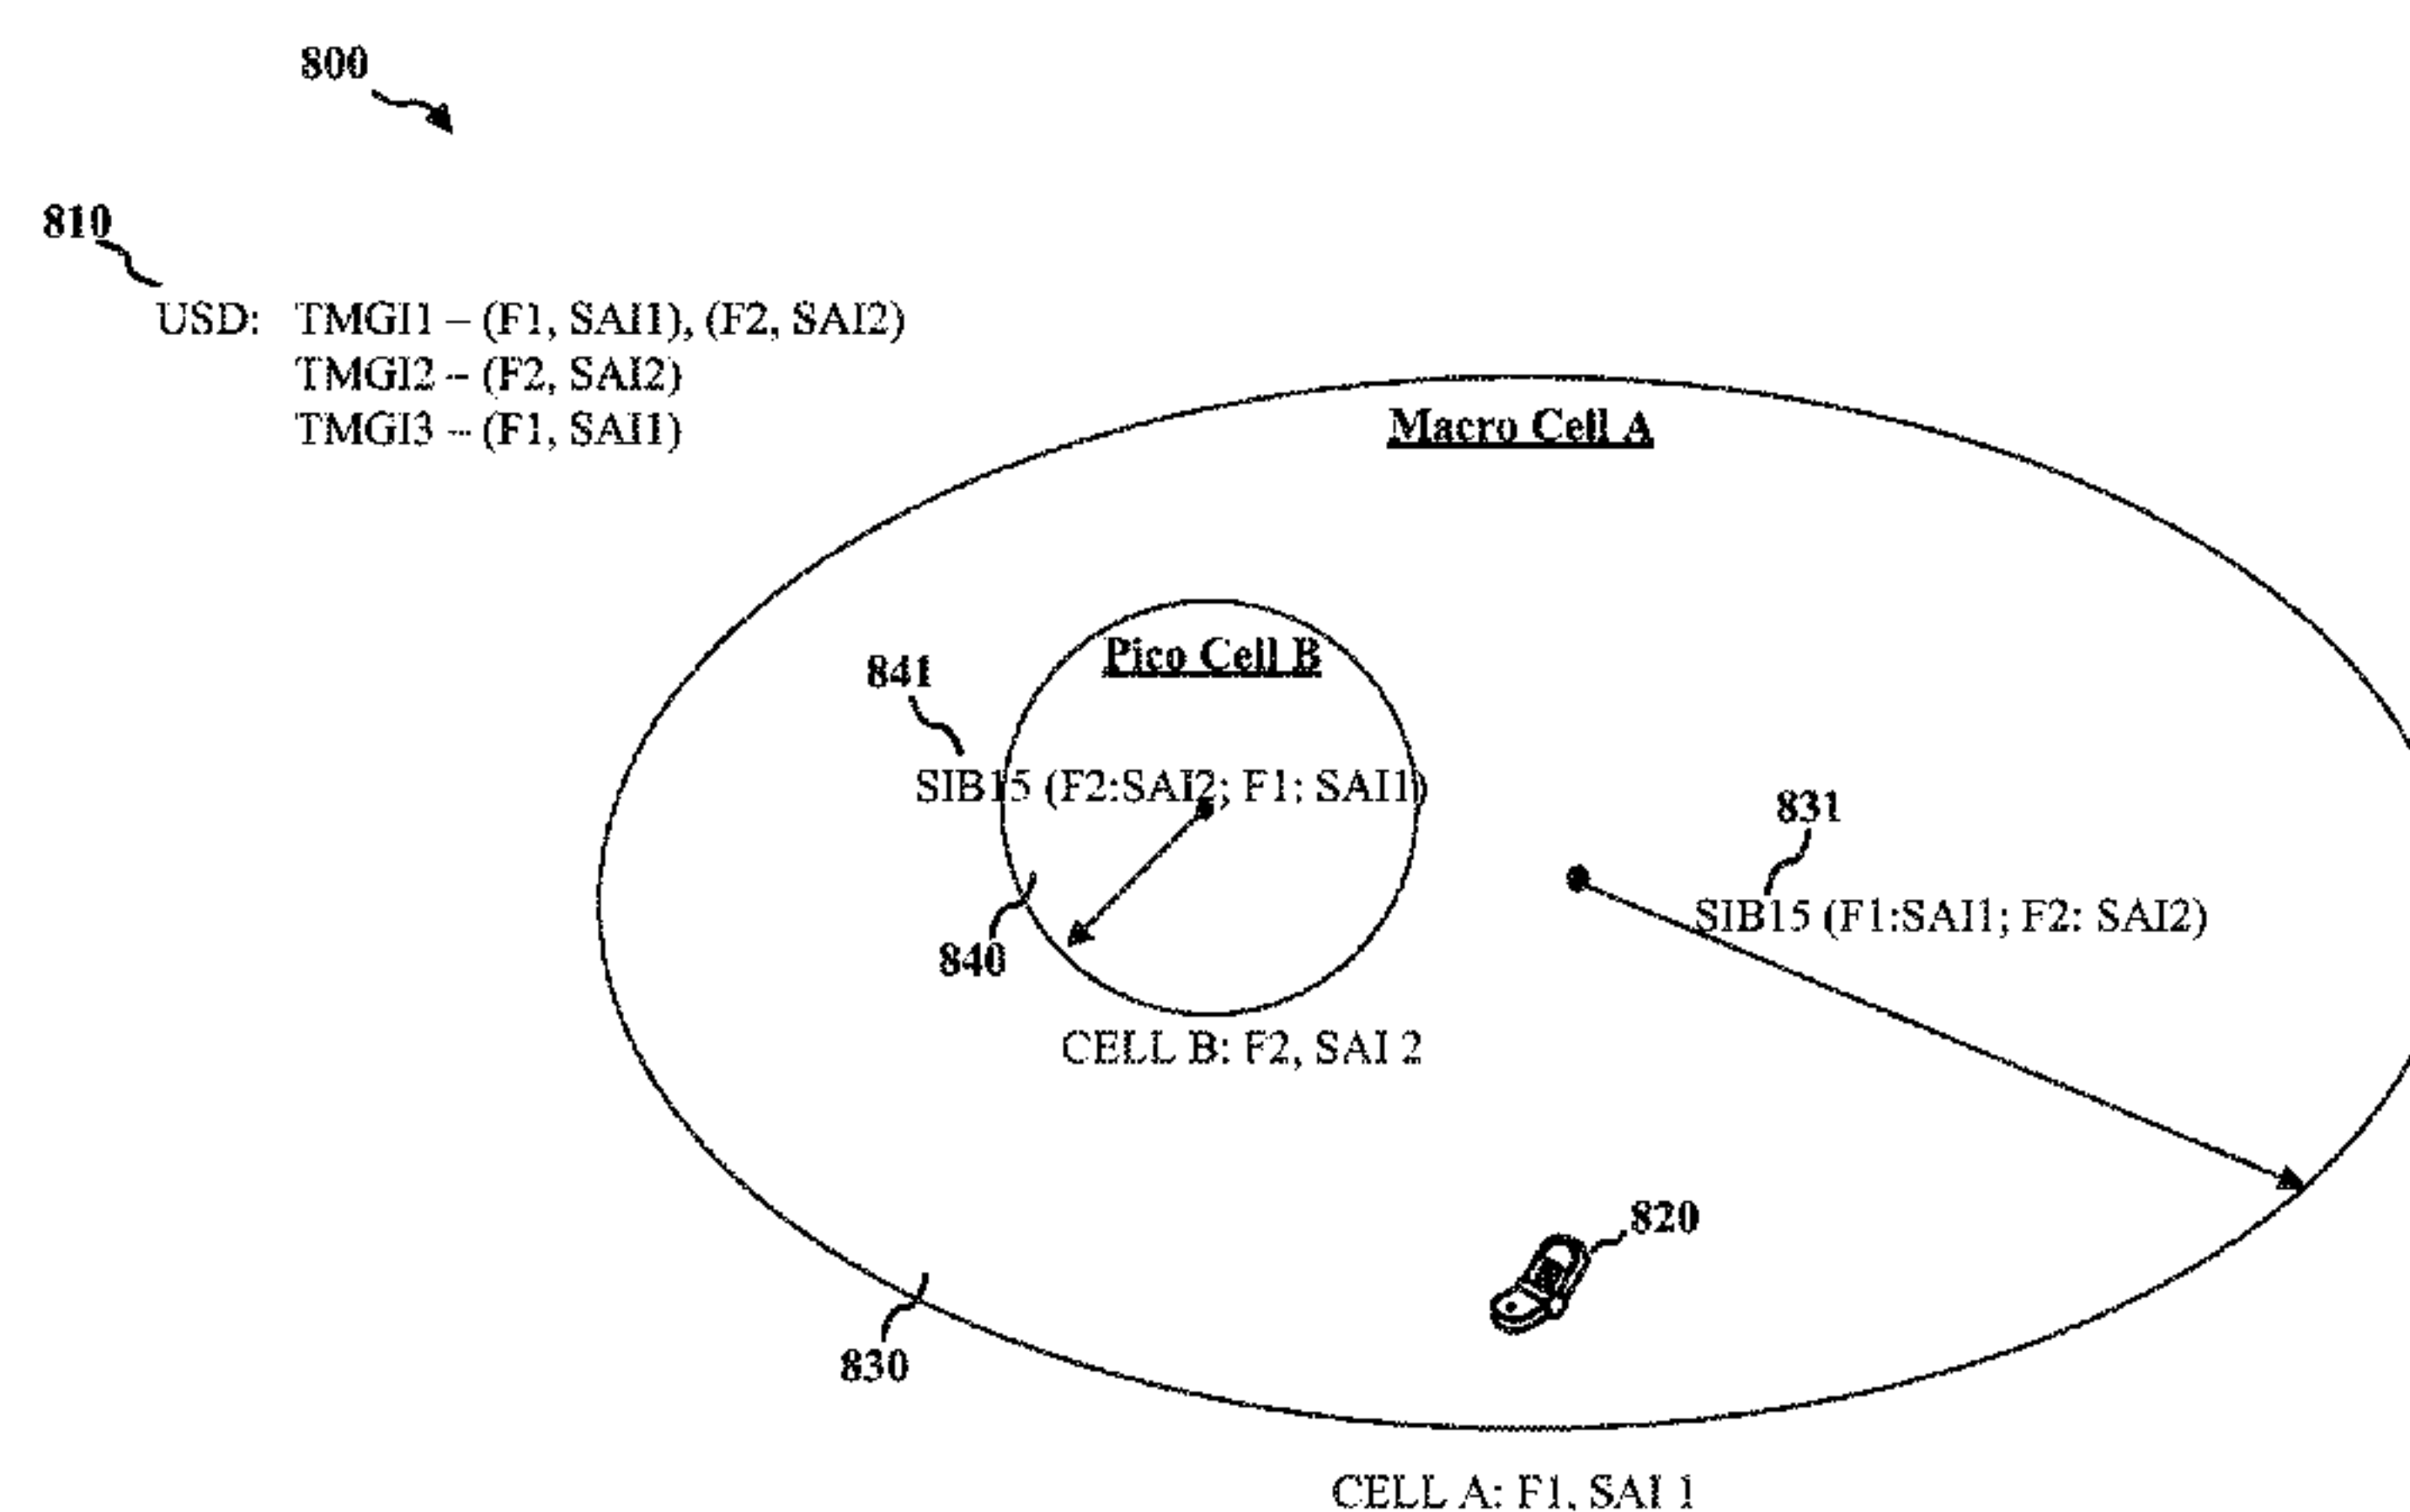 800
810
USD: TMGI1 – (F1, SAI1), (F2, SAI2)
TMGI2 – (F2, SAI2)
TMGI3 – (F1, SAI1)
Macro Cell A
Pico Cell B
841
SIB15 (F2:SAI2; F1; SAI1)
831
SIB15 (F1:SAI1; F2: SAI2)
840
CELL B: F2, SAI 2
820
830
CELL A: F1, SAI 1